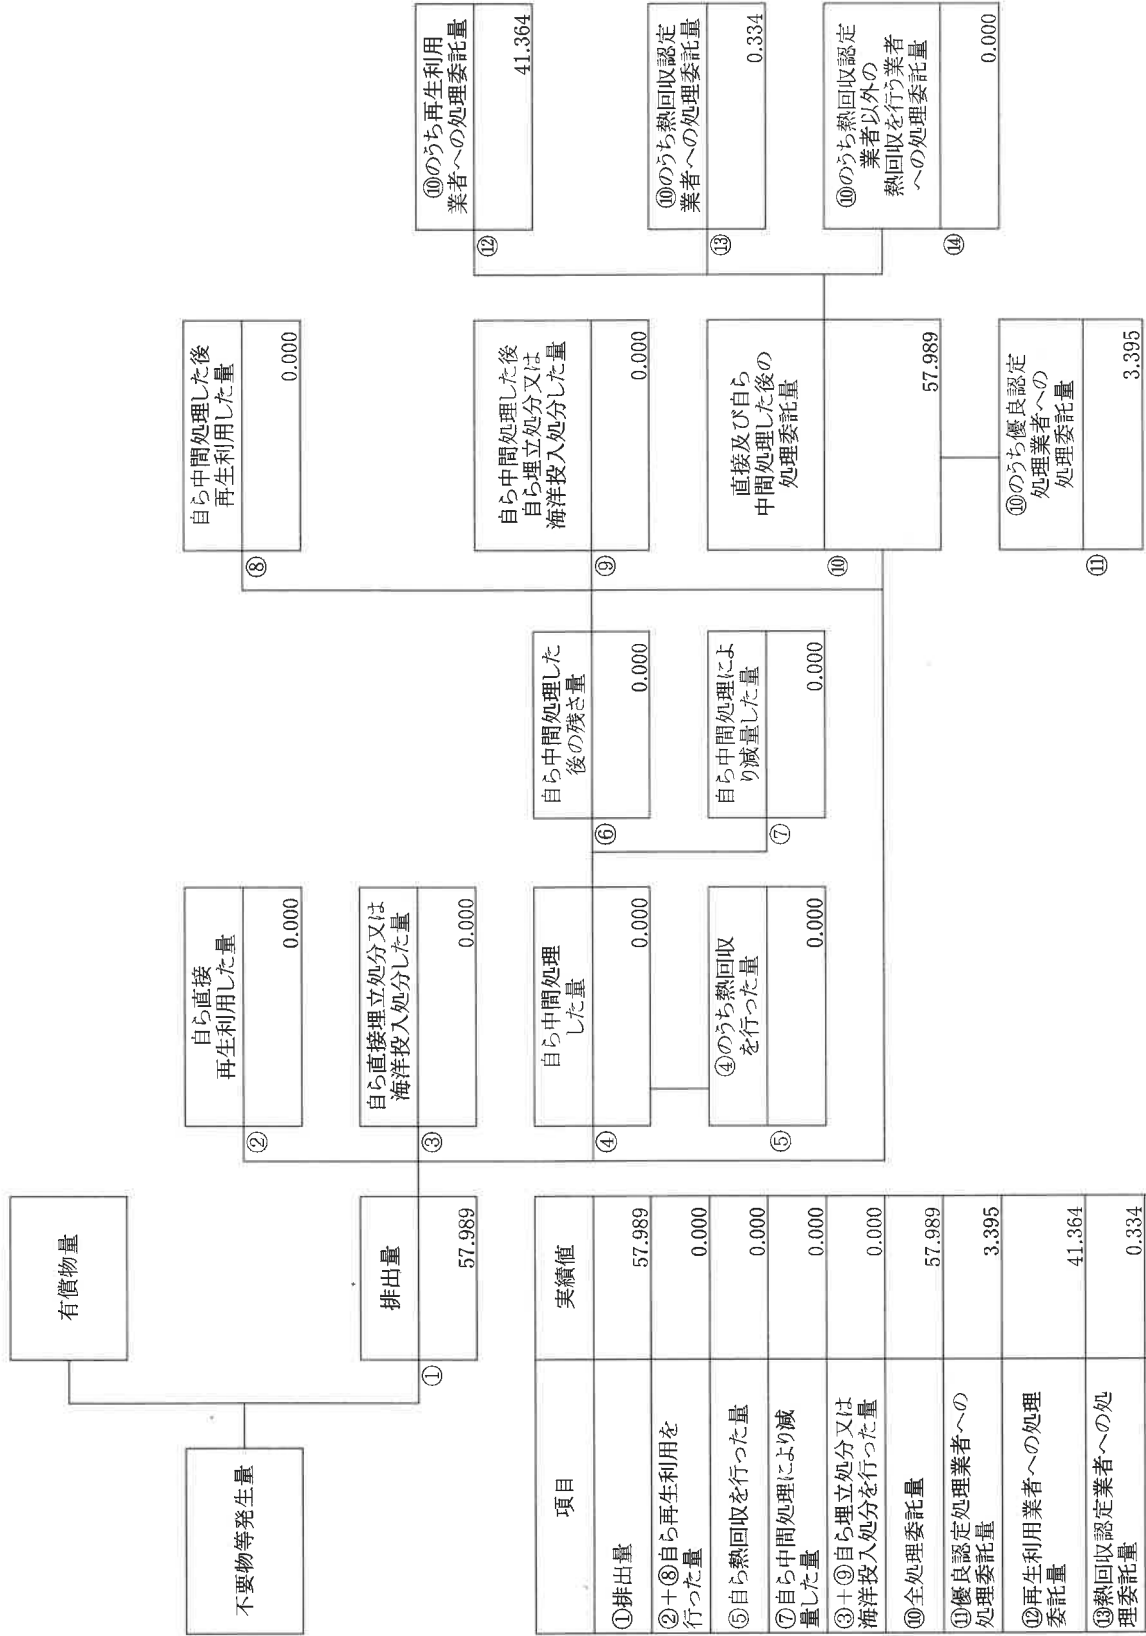 不要物等発生量
有償物量
排出量
①
57.989
自ら直接
再生利用した量
②
0.000
自ら直接埋立処分又は
海洋投入処分した量
③
0.000
自ら中間処理
した量
④
0.000
④のうち熱回収
を行った量
⑤
0.000
自ら中間処理した
後の残さ量
⑥
0.000
自ら中間処理によ
り減量した量
⑦
0.000
自ら中間処理した後
再生利用した量
⑧
0.000
自ら中間処理した後
自ら埋立処分又は
海洋投入処分した量
⑨
0.000
直接及び自ら
中間処理した後の
処理委託量
⑩
57.989
⑩のうち優良認定
処理業者への
処理委託量
⑪
3.395
⑩のうち再生利用
業者への処理委託量
⑫
41.364
⑩のうち熱回収認定
業者への処理委託量
⑬
0.334
⑩のうち熱回収認定
業者以外の
熱回収を行う業者
への処理委託量
⑭
0.000
項目 実績値
①排出量 57.989
②+⑧自ら再生利用を
行った量 0.000
⑤自ら熱回収を行った量 0.000
⑦自ら中間処理により減
量した量 0.000
③+⑨自ら埋立処分又は
海洋投入処分を行った量 0.000
⑩全処理委託量 57.989
⑪優良認定処理業者への
処理委託量 3.395
⑫再生利用業者への処理
委託量 41.364
⑬熱回収認定業者への処
理委託量 0.334